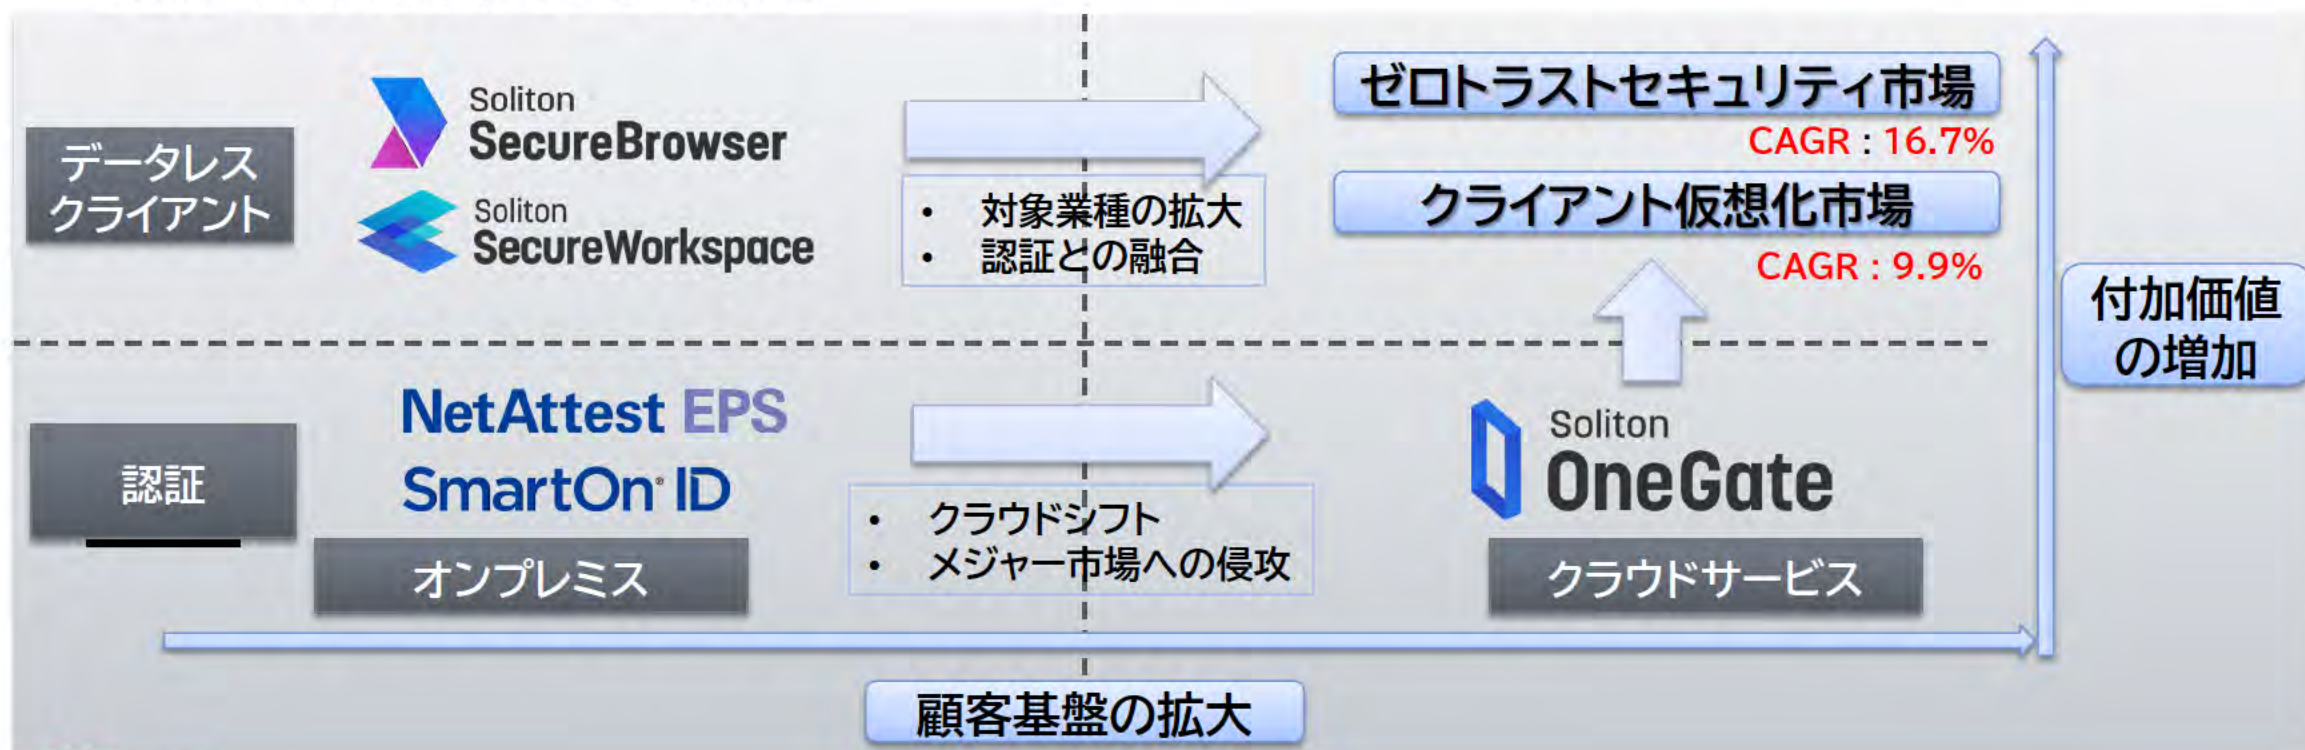 データレス
クライアント
Soliton
SecureBrowser
Soliton
SecureWorkspace
• 対象業種の拡大
• 認証との融合
ゼロトラストセキュリティ市場
CAGR : 16.7%
クライアント仮想化市場
CAGR : 9.9%
付加価値
の増加
認証
NetAttest EPS
SmartOn® ID
オンプレミス
• クラウドシフト
• メジャー市場への侵攻
Soliton
OneGate
クラウドサービス
顧客基盤の拡大